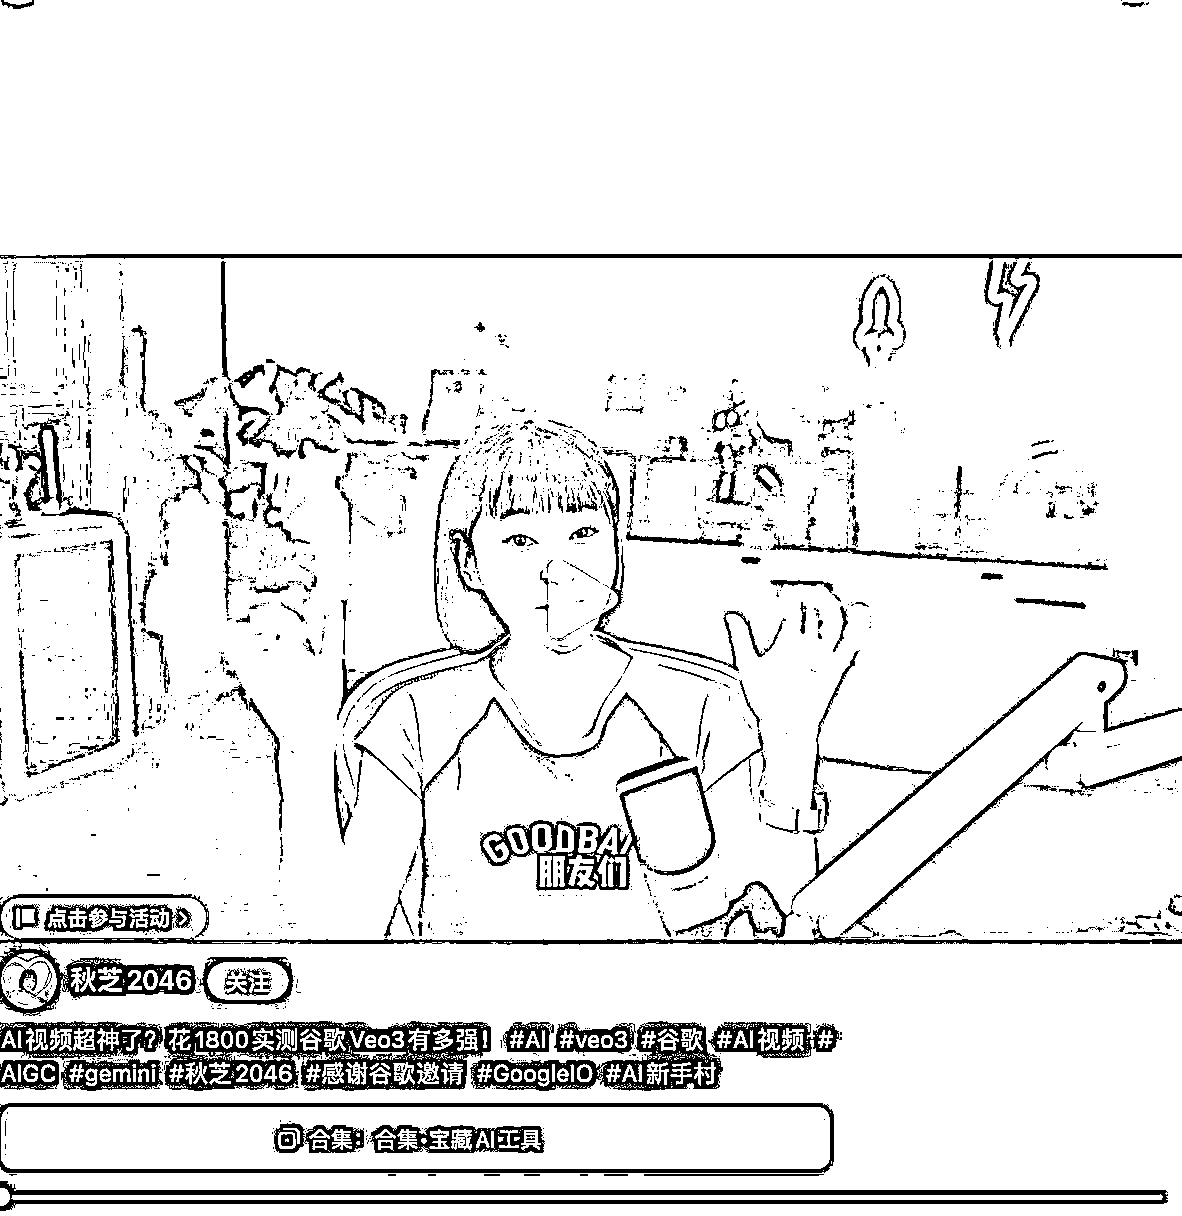 GOODBAI
朋友们
点击参与活动 >
秋芝2046 关注
AI视频超神了？花1800实测谷歌Veo3有多强！ #AI #veo3 #谷歌 #AI视频 #
AIGC #gemini #秋芝2046 #感谢谷歌邀请 #GoogleIO #AI新手村
合集：合集·宝藏AI工具